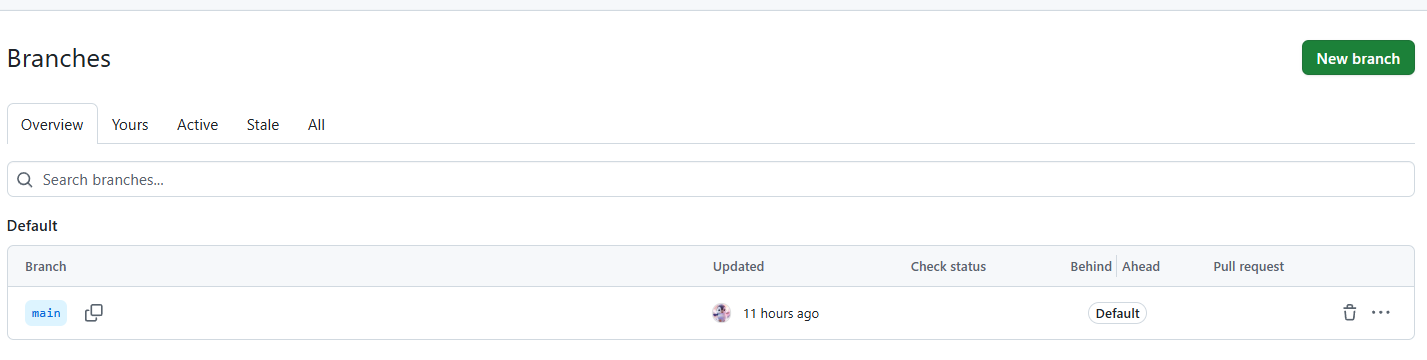 Branches
New branch
Overview Yours Active Stale All
Search branches...
Default
Branch Updated Check status Behind Ahead Pull request
main 11 hours ago Default